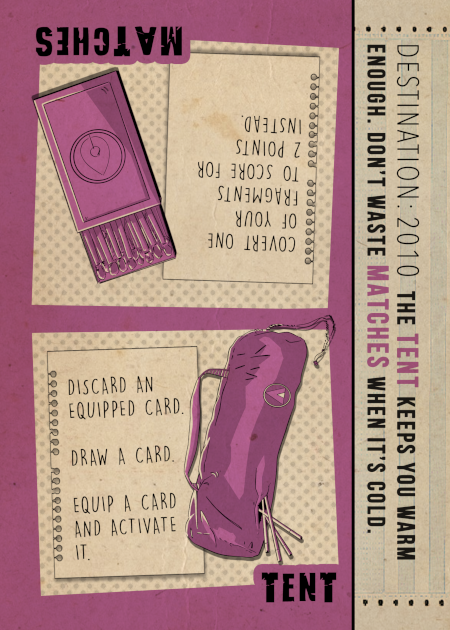 MATCHES
COVERT ONE
OF YOUR
FRAGMENTS
TO SCORE FOR
2 POINTS
INSTEAD.
DISCARD AN
EQUIPPED CARD.
DRAW A CARD.
EQUIP A CARD
AND ACTIVATE
IT.
TENT
DESTINATION: 2010 THE TENT KEEPS YOU WARM
ENOUGH. DON'T WASTE MATCHES WHEN IT'S COLD.